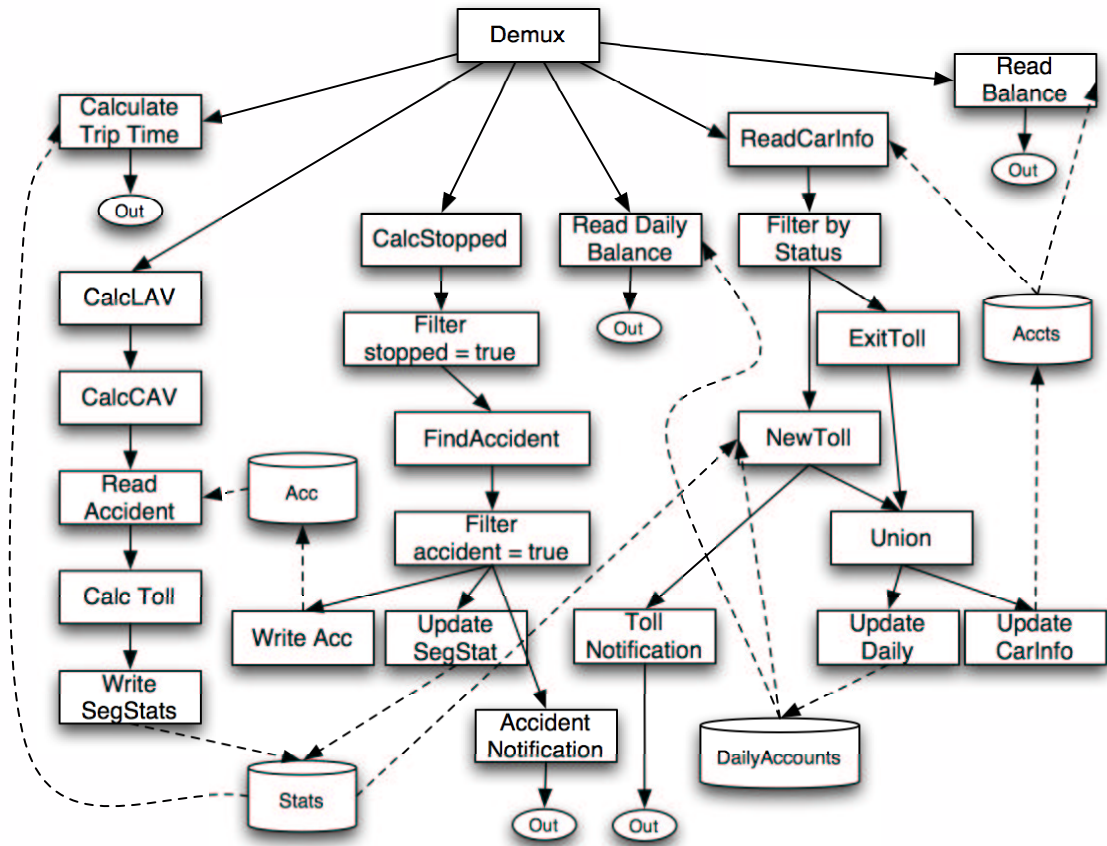 Demux
Read
Balance
Calculate
Trip Time
ReadCarInfo
Out
Out
CalcStopped
Read Daily
Balance
Filter by
Status
CalcLAV
Filter
stopped = true
Out
ExitToll
Accts
CalcCAV
FindAccident
NewToll
Read
Accident
Acc
Filter
accident = true
Union
Calc Toll
Write Acc
Update
SegStat
Toll
Notification
Update
Daily
Update
CarInfo
Write
SegStats
Accident
Notification
DailyAccounts
Stats
Out
Out